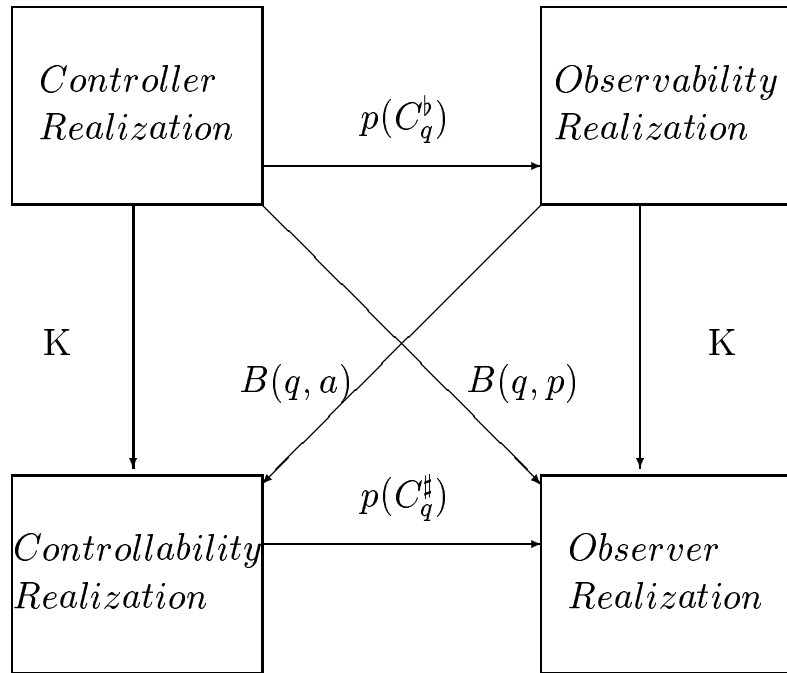 Controller
Realization
Observability
Realization
p(C_q^♭)
K
K
B(q, a)
B(q, p)
p(C_q^♯)
Controllability
Realization
Observer
Realization